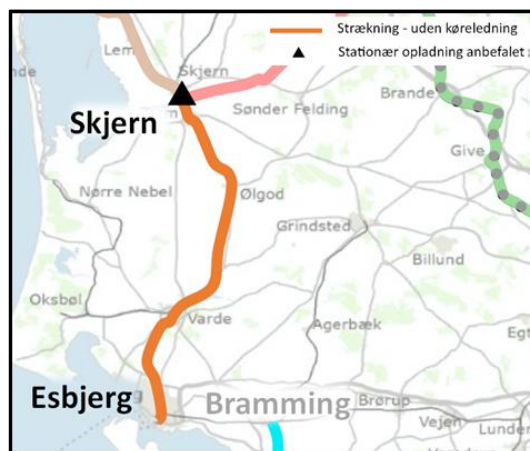 Strækning - uden køreledning
Stationær opladning anbefalet
Lem
Skjern
Brande
Sønder Felding
Skjern
Give
Nørre Nebel
Ølgod
Grindsted
Billund
Oksbøl
Varde
Agerbæk
Esbjerg
Bramming
Brørup
Vejen
Lunder